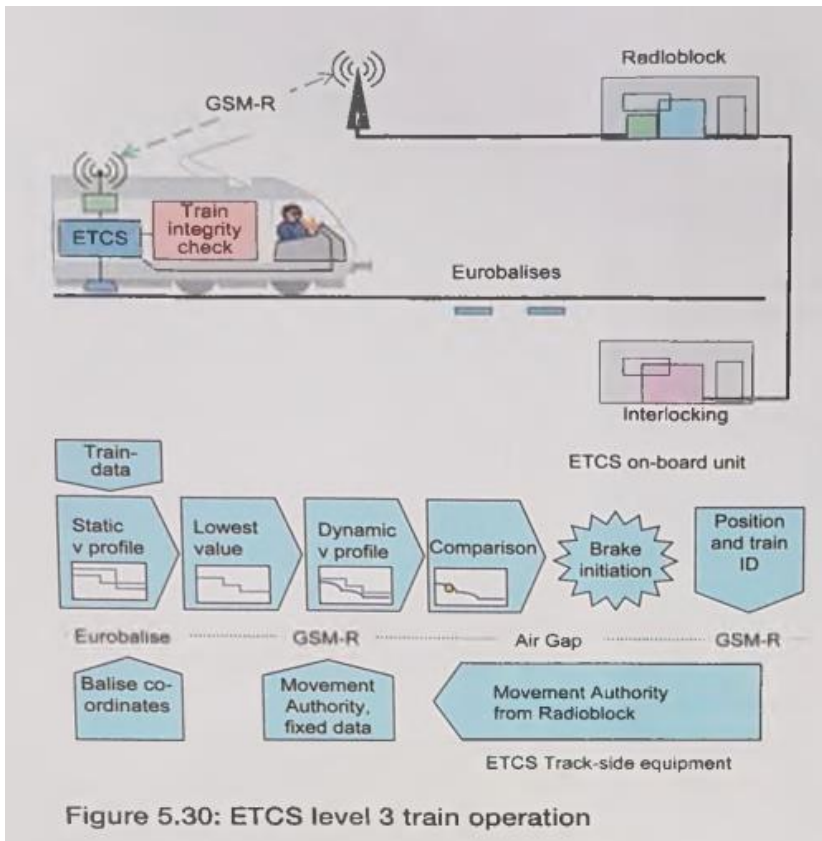 Radioblock
GSM-R
ETCS
Train
integrity
check
Eurobalises
Interlocking
ETCS on-board unit
Train-
data
Static
v profile
Lowest
value
Dynamic
v profile
Comparison
Brake
initiation
Position
and train
ID
Eurobalise
GSM-R
Air Gap
GSM-R
Balise co-
ordinates
Movement
Authority,
fixed data
Movement Authority
from Radioblock
ETCS Track-side equipment
Figure 5.30: ETCS level 3 train operation